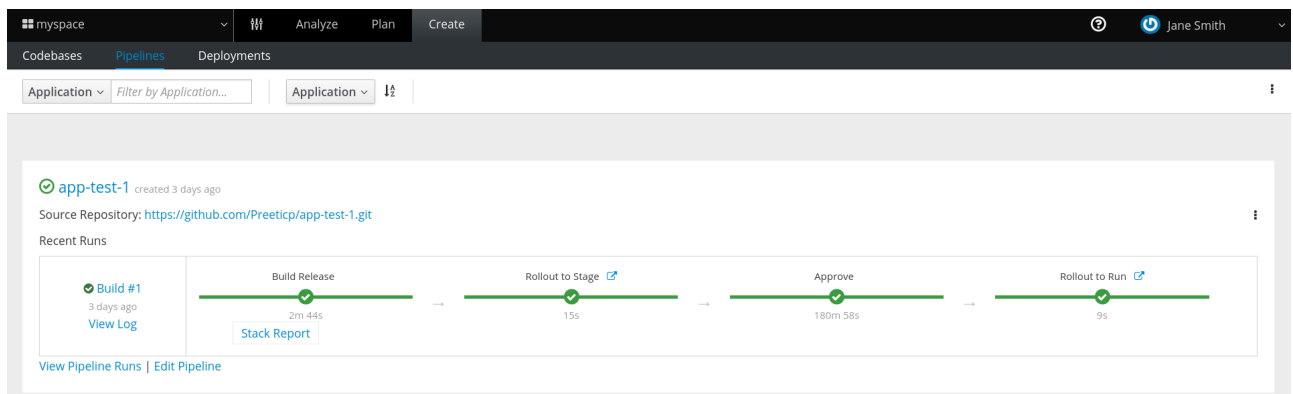 myspace Analyze Plan Create Jane Smith
Codebases Pipelines Deployments
Application Filter by Application... Application
app-test-1 created 3 days ago
Source Repository: https://github.com/Preeticp/app-test-1.git
Recent Runs
Build #1
3 days ago
View Log
Build Release
2m 44s
Stack Report
Rollout to Stage
15s
Approve
180m 58s
Rollout to Run
9s
View Pipeline Runs | Edit Pipeline